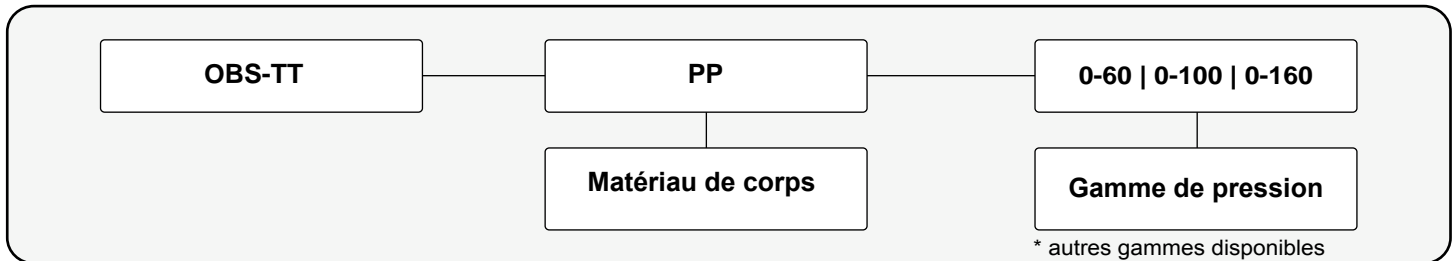 OBS-TT
PP
0-60 | 0-100 | 0-160
Matériau de corps
Gamme de pression
* autres gammes disponibles